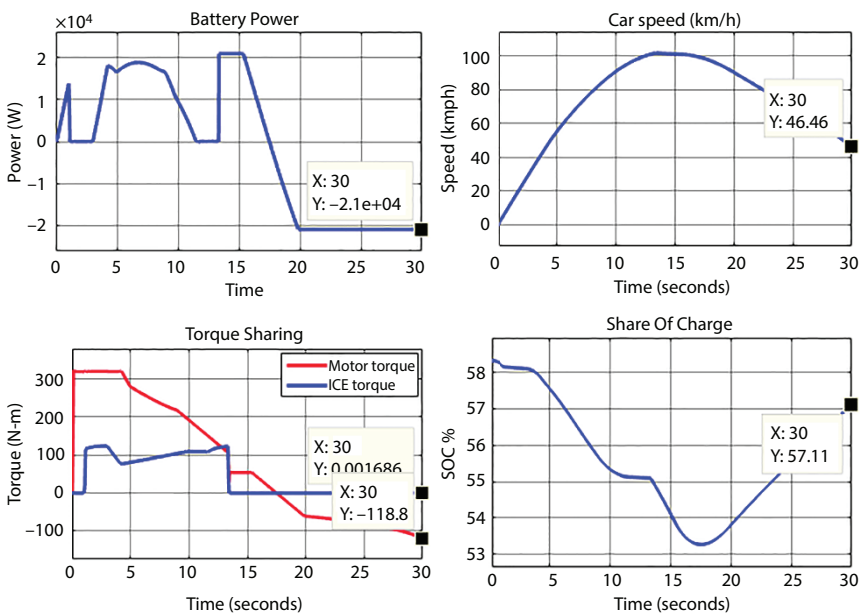 Battery Power
×10⁴
2
1
0
−1
−2
Power (W)
X: 30
Y: −2.1e+04
0 5 10 15 20 25 30
Time
Car speed (km/h)
100
80
60
40
20
0
Speed (kmph)
X: 30
Y: 46.46
0 5 10 15 20 25 30
Time (seconds)
Torque Sharing
300
200
100
0
−100
Torque (N-m)
Motor torque
ICE torque
X: 30
Y: 0.001686
X: 30
Y: −118.8
0 5 10 15 20 25 30
Time (seconds)
Share Of Charge
58
57
56
55
54
53
SOC %
X: 30
Y: 57.11
0 5 10 15 20 25 30
Time (seconds)